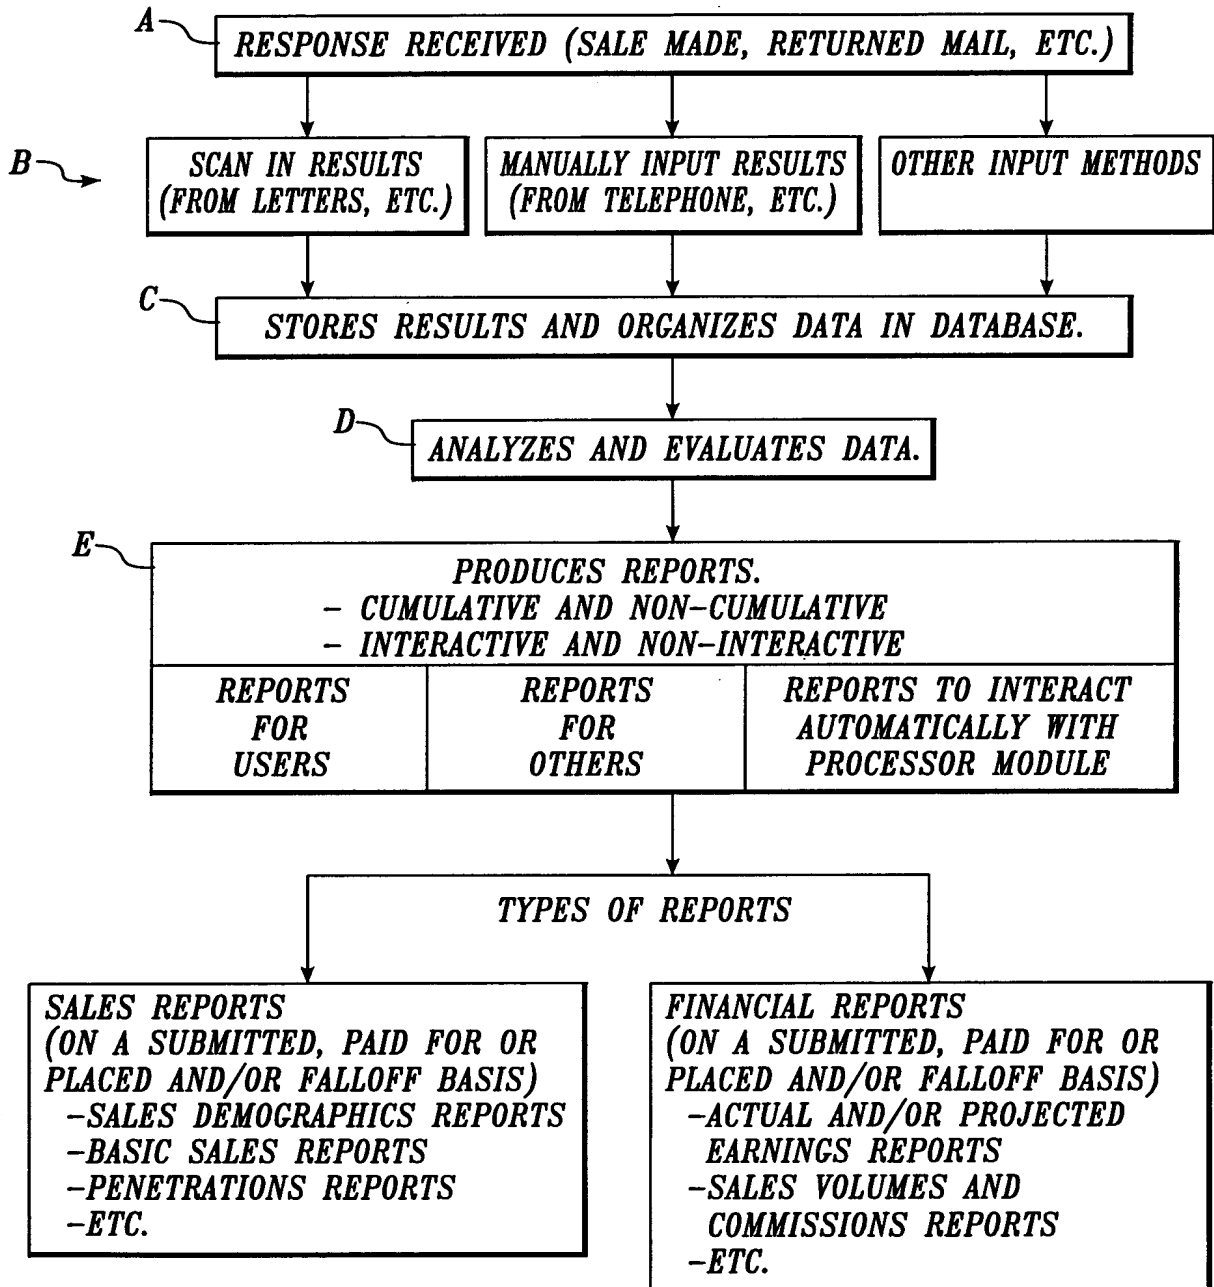 A
RESPONSE RECEIVED (SALE MADE, RETURNED MAIL, ETC.)
B
SCAN IN RESULTS
(FROM LETTERS, ETC.)
MANUALLY INPUT RESULTS
(FROM TELEPHONE, ETC.)
OTHER INPUT METHODS
C
STORES RESULTS AND ORGANIZES DATA IN DATABASE.
D
ANALYZES AND EVALUATES DATA.
E
PRODUCES REPORTS.
- CUMULATIVE AND NON-CUMULATIVE
- INTERACTIVE AND NON-INTERACTIVE
REPORTS
FOR
USERS
REPORTS
FOR
OTHERS
REPORTS TO INTERACT
AUTOMATICALLY WITH
PROCESSOR MODULE
TYPES OF REPORTS
SALES REPORTS
(ON A SUBMITTED, PAID FOR OR
PLACED AND/OR FALLOFF BASIS)
-SALES DEMOGRAPHICS REPORTS
-BASIC SALES REPORTS
-PENETRATIONS REPORTS
-ETC.
FINANCIAL REPORTS
(ON A SUBMITTED, PAID FOR OR
PLACED AND/OR FALLOFF BASIS)
-ACTUAL AND/OR PROJECTED
EARNINGS REPORTS
-SALES VOLUMES AND
COMMISSIONS REPORTS
-ETC.